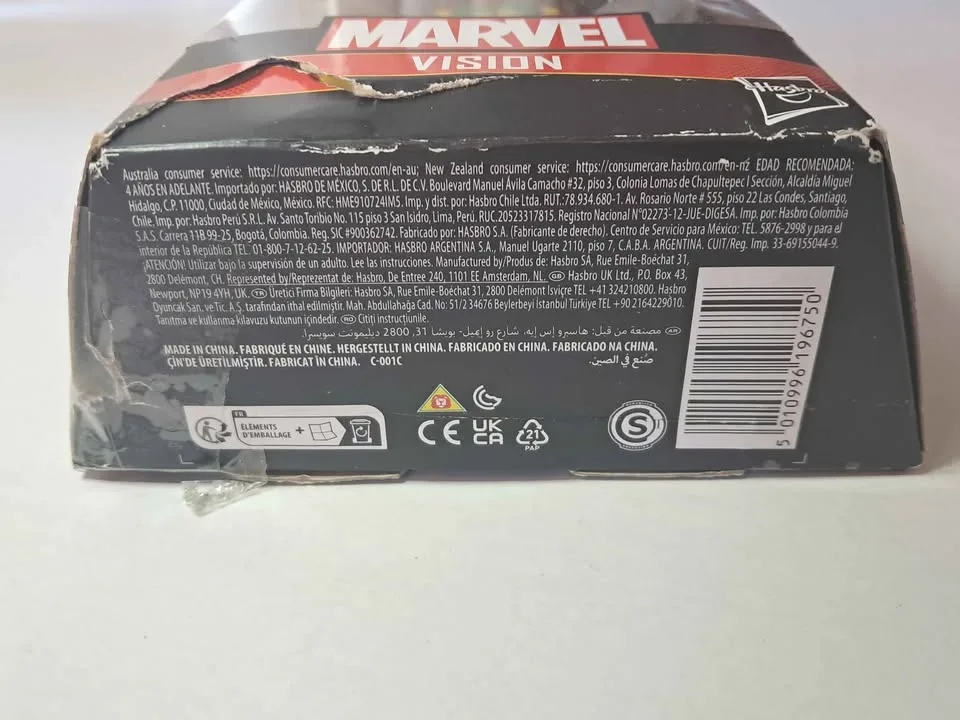 MARVEL
VISION
Hasbro
Australia consumer service: https://consumercare.hasbro.com/en-au; New Zealand consumer service: https://consumercare.hasbro.com/en-nz EDAD RECOMENDADA:
4 AÑOS EN ADELANTE. Importado por: HASBRO DE MÉXICO, S. DE R.L. DE C.V. Boulevard Manuel Ávila Camacho #32, piso 3, Colonia Lomas de Chapultepec I Sección, Alcaldía Miguel
Hidalgo, C.P. 11000, Ciudad de México, México. RFC: HME910724IM5. Imp. y dist. por: Hasbro Chile Ltda. RUT.:78.934.680-1. Av. Rosario Norte # 555, piso 22 Las Condes, Santiago,
Chile. Imp. por: Hasbro Perú S.R.L. Av. Santo Toribio No. 115 piso 3 San Isidro, Lima, Perú. RUC.20523317815. Registro Nacional N°02273-12-JUE-DIGESA. Imp. por: Hasbro Colombia
S.A.S. Carrera 11B 99-25, Bogotá, Colombia. Reg. SIC #900362742. Fabricado por: HASBRO S.A. (Fabricante de derecho). Centro de Servicio para México: TEL. 5876-2998 y para el
interior de la República TEL. 01-800-7-12-62-25. IMPORTADOR: HASBRO ARGENTINA S.A., Manuel Ugarte 2110, piso 7, C.A.B.A. ARGENTINA. CUIT/Reg. Imp. 33-69155044-9.
¡ATENCIÓN! Utilizar bajo la supervisión de un adulto. Lee las instrucciones. Manufactured by/Produs de: Hasbro SA, Rue Emile-Boéchat 31,
2800 Delémont, CH. Represented by/Reprezentat de: Hasbro, De Entree 240, 1101 EE Amsterdam, NL. GB Hasbro UK Ltd., P.O. Box 43,
Newport, NP19 4YH, UK. TR Üretici Firma Bilgileri: Hasbro SA, Rue Emile-Boéchat 31, 2800 Delémont İsviçre TEL +41 324210800. Hasbro
Oyuncak San. ve Tic. A.Ş. tarafından ithal edilmiştir. Mah. Abdullahağa Cad. No: 51/2 34676 Beylerbeyi İstanbul Türkiye TEL +90 2164229010.
Tanıtma ve kullanma kılavuzu kutunun içindedir. RO Citiți instrucțiunile.
AR مصنعة من قبل: هاسبرو إس إيه، شارع رو إميل- بويشا 31، 2800 ديليمونت سويسرا.
MADE IN CHINA. FABRIQUÉ EN CHINE. HERGESTELLT IN CHINA. FABRICADO EN CHINA. FABRICADO NA CHINA.
ÇİN'DE ÜRETİLMİŞTİR. FABRICAT ÎN CHINA. C-001C
صُنع في الصين.
FR
ÉLÉMENTS
D'EMBALLAGE +
CE
UK
CA
21
PAP
S
5 010996 196750